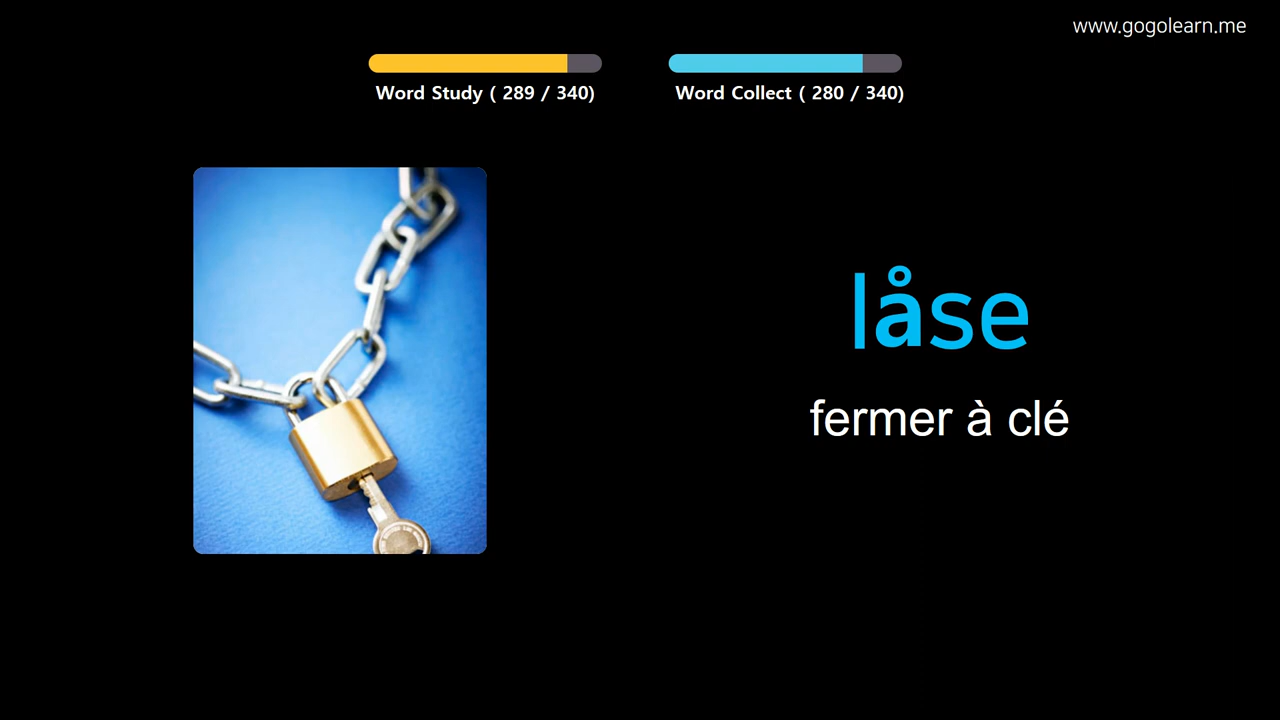 www.gogolearn.me
Word Study ( 289 / 340)
Word Collect ( 280 / 340)
låse
fermer à clé